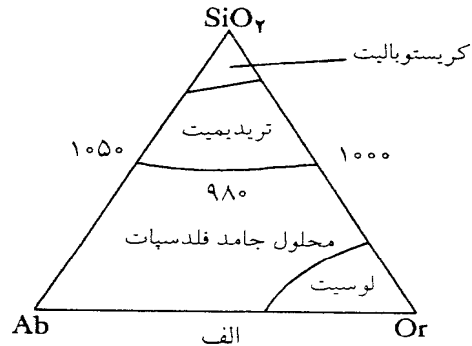 SiO۲
کریستوبالیت
تریدیمیت
۱۰۵۰ ۱۰۰۰
۹۸۰
محلول جامد فلدسپات
لوسیت
Ab Or
الف